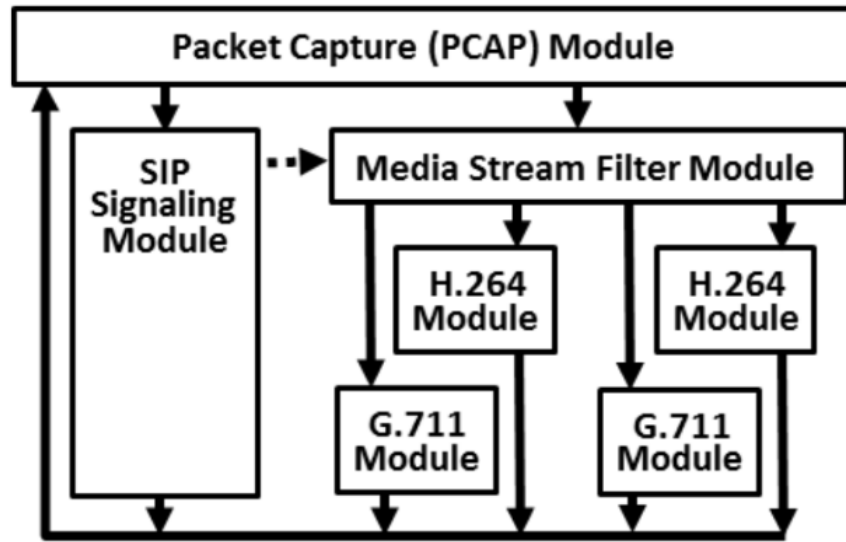 Packet Capture (PCAP) Module
SIP
Signaling
Module
Media Stream Filter Module
H.264
Module
H.264
Module
G.711
Module
G.711
Module